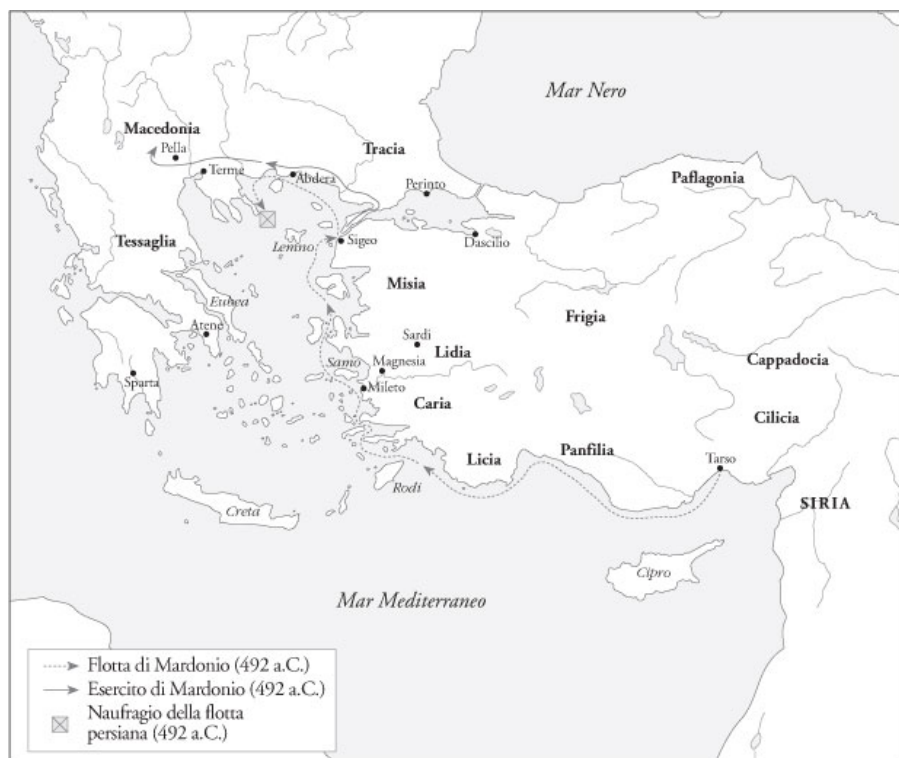 Mar Nero
Macedonia
Pella
Terme
Abdera
Tracia
Perinto
Paflagonia
Tessaglia
Lemno
Sigeo
Dascilio
Misia
Eubea
Atene
Frigia
Sardi
Lidia
Cappadocia
Samo
Magnesia
Sparta
Mileto
Caria
Cilicia
Licia
Panfilia
Tarso
Rodi
Creta
SIRIA
Cipro
Mar Mediterraneo
Flotta di Mardonio (492 a.C.)
Esercito di Mardonio (492 a.C.)
Naufragio della flotta
persiana (492 a.C.)